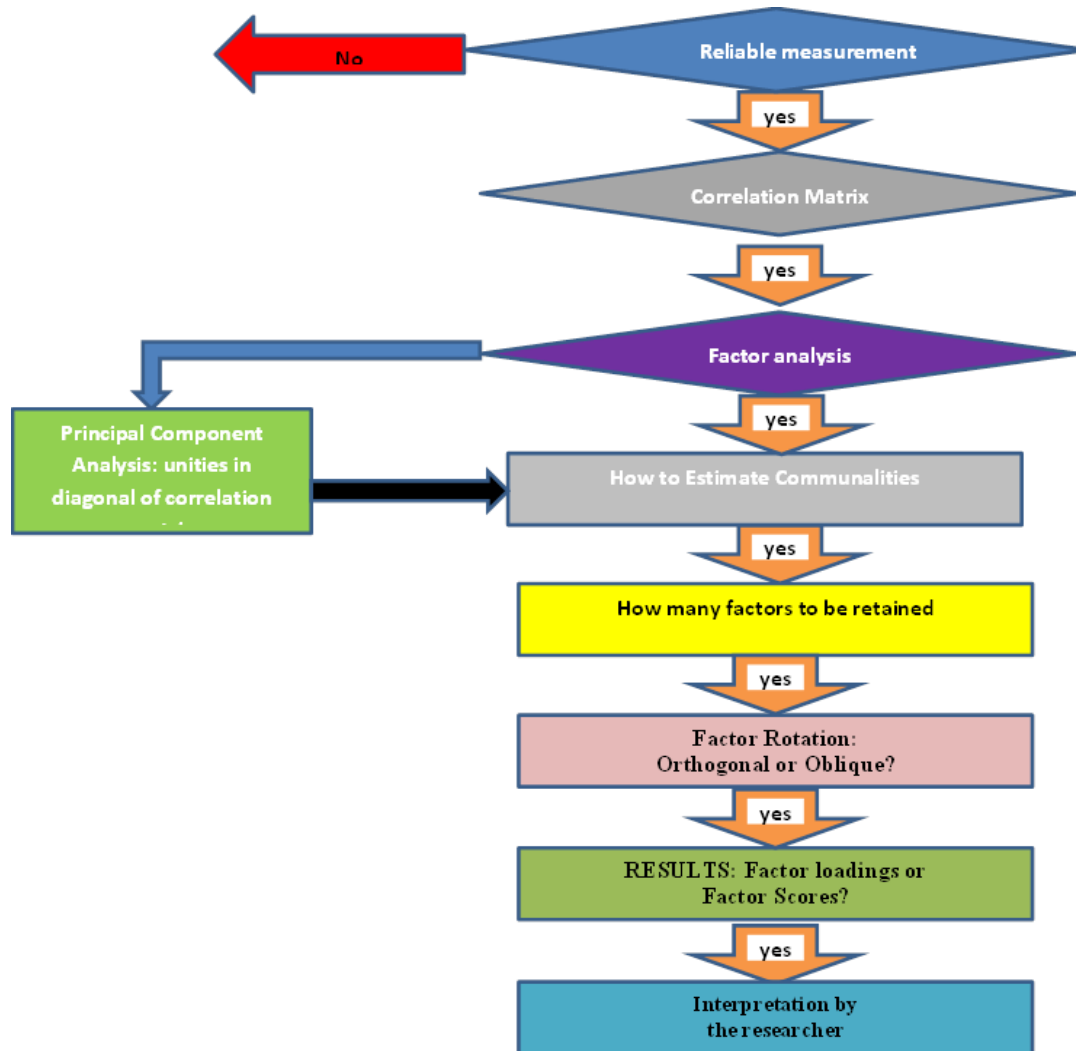 Reliable measurement
No
yes
Correlation Matrix
yes
Factor analysis
yes
Principal Component
Analysis: unities in
diagonal of correlation
How to Estimate Communalities
yes
How many factors to be retained
yes
Factor Rotation:
Orthogonal or Oblique?
yes
RESULTS: Factor loadings or
Factor Scores?
yes
Interpretation by
the researcher